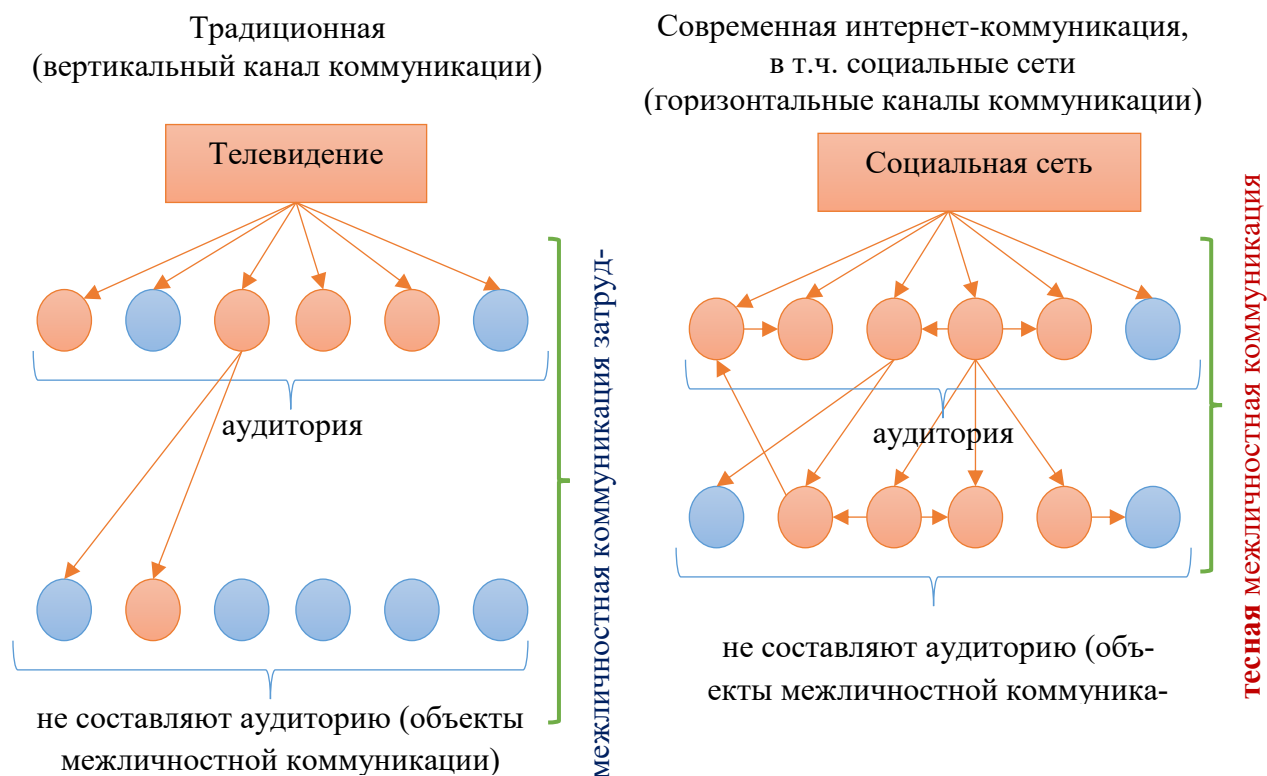 Традиционная
(вертикальный канал коммуникации)
Телевидение
аудитория
не составляют аудиторию (объекты
межличностной коммуникации)
межличностная коммуникация затруд-
Современная интернет-коммуникация,
в т.ч. социальные сети
(горизонтальные каналы коммуникации)
Социальная сеть
аудитория
не составляют аудиторию (объ-
екты межличностной коммуника-
тесная межличностная коммуникация